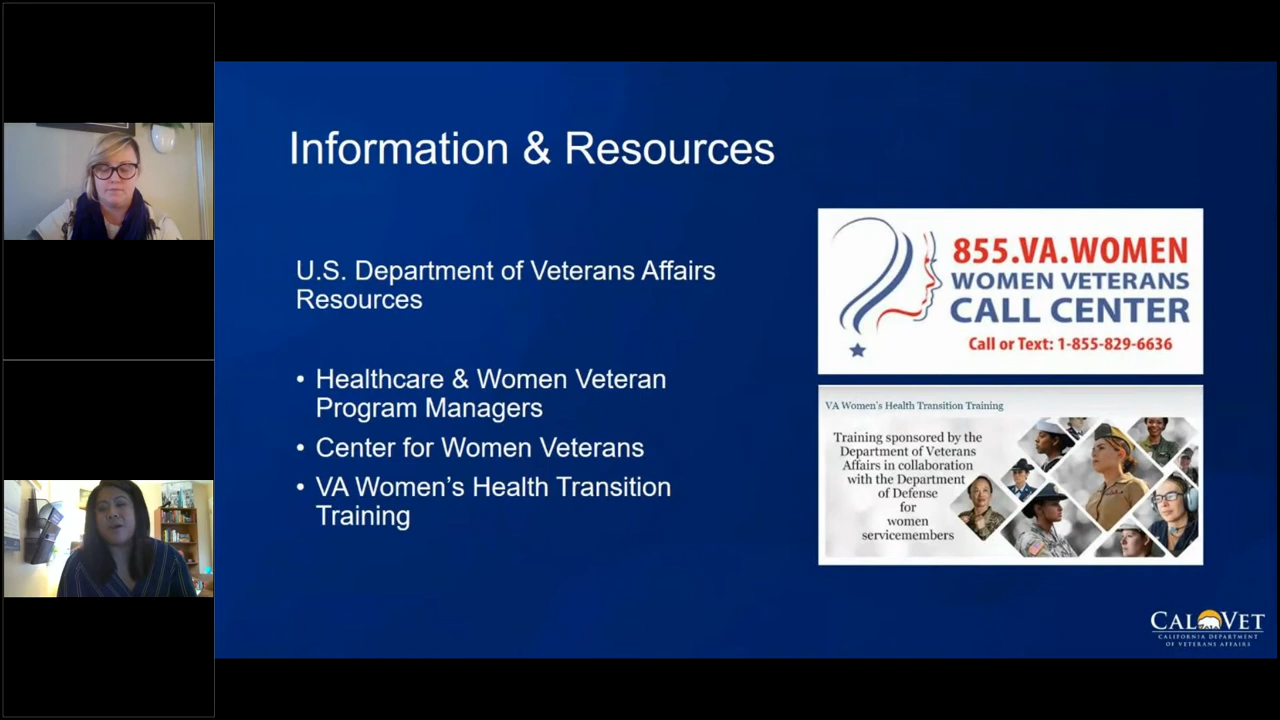 Information & Resources
U.S. Department of Veterans Affairs
Resources
• Healthcare & Women Veteran
Program Managers
• Center for Women Veterans
• VA Women’s Health Transition
Training
855.VA.WOMEN
WOMEN VETERANS
CALL CENTER
Call or Text: 1-855-829-6636
VA Women's Health Transition Training
Training sponsored by the
Department of Veterans
Affairs in collaboration
with the Department
of Defense
for
women
servicemembers
CALVET
CALIFORNIA DEPARTMENT
OF VETERANS AFFAIRS